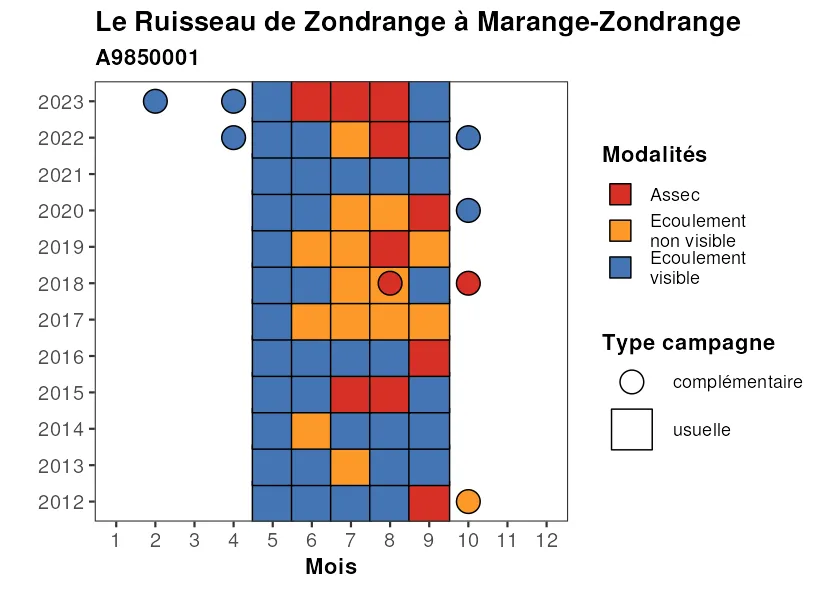 Le Ruisseau de Zondrange à Marange-Zondrange
A9850001
2023
2022
2021
2020
2019
2018
2017
2016
2015
2014
2013
2012
1 2 3 4 5 6 7 8 9 10 11 12
Mois
Modalités
Assec
Ecoulement
non visible
Ecoulement
visible
Type campagne
complémentaire
usuelle